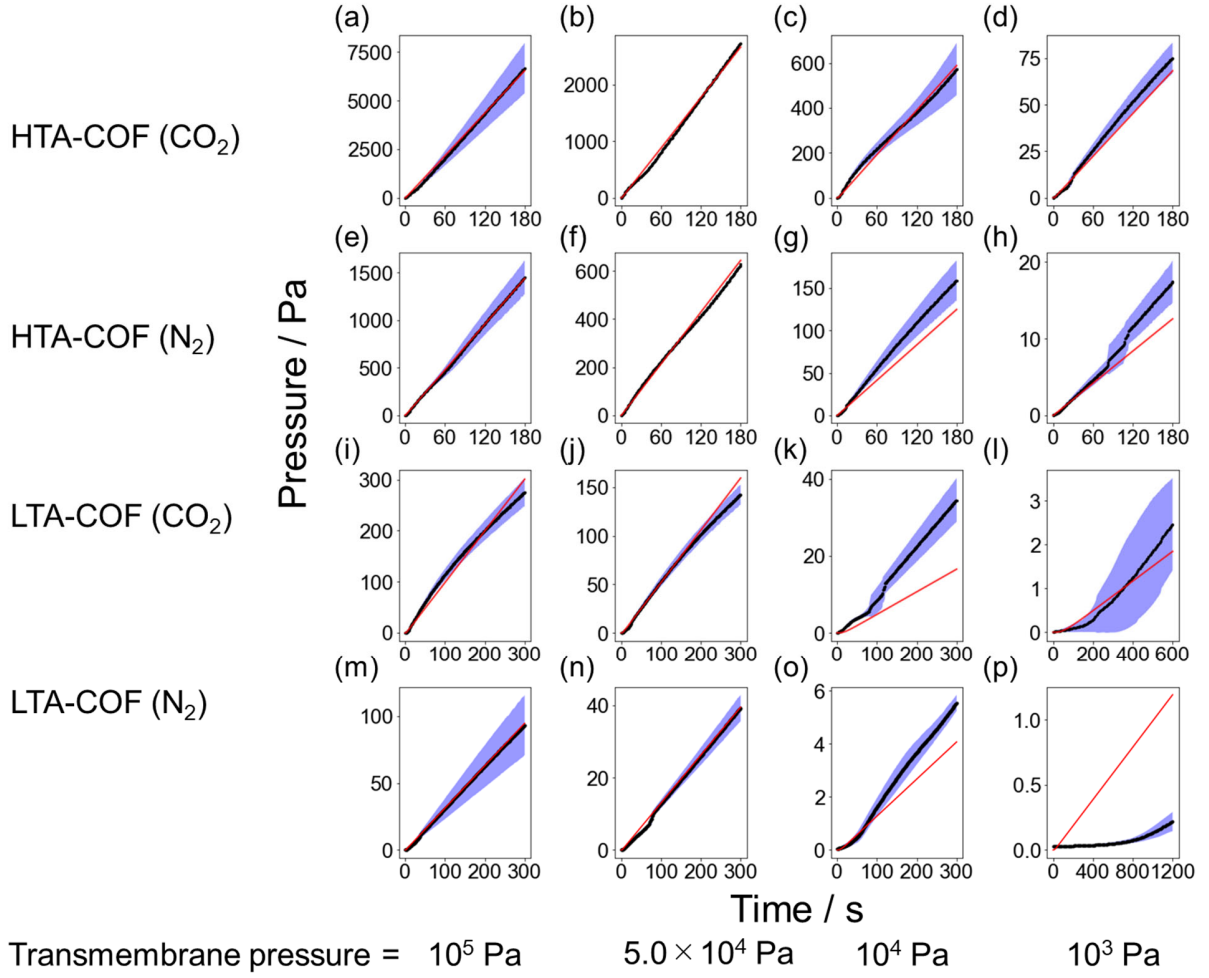 (a) (b) (c) (d)
HTA-COF (CO₂)
7500 5000 2500 0
2000 1000 0
600 400 200 0
75 50 25 0
0 60 120 180 0 60 120 180 0 60 120 180 0 60 120 180
(e) (f) (g) (h)
HTA-COF (N₂)
1500 1000 500 0
600 400 200 0
150 100 50 0
20 10 0
0 60 120 180 0 60 120 180 0 60 120 180 0 60 120 180
Pressure / Pa
(i) (j) (k) (l)
LTA-COF (CO₂)
300 200 100 0
150 100 50 0
40 20 0
3 2 1 0
0 100 200 300 0 100 200 300 0 100 200 300 0 200 400 600
(m) (n) (o) (p)
LTA-COF (N₂)
100 50 0
40 20 0
6 4 2 0
1.0 0.5 0.0
0 100 200 300 0 100 200 300 0 100 200 300 0 400 800 1200
Time / s
Transmembrane pressure = 10⁵ Pa 5.0 × 10⁴ Pa 10⁴ Pa 10³ Pa